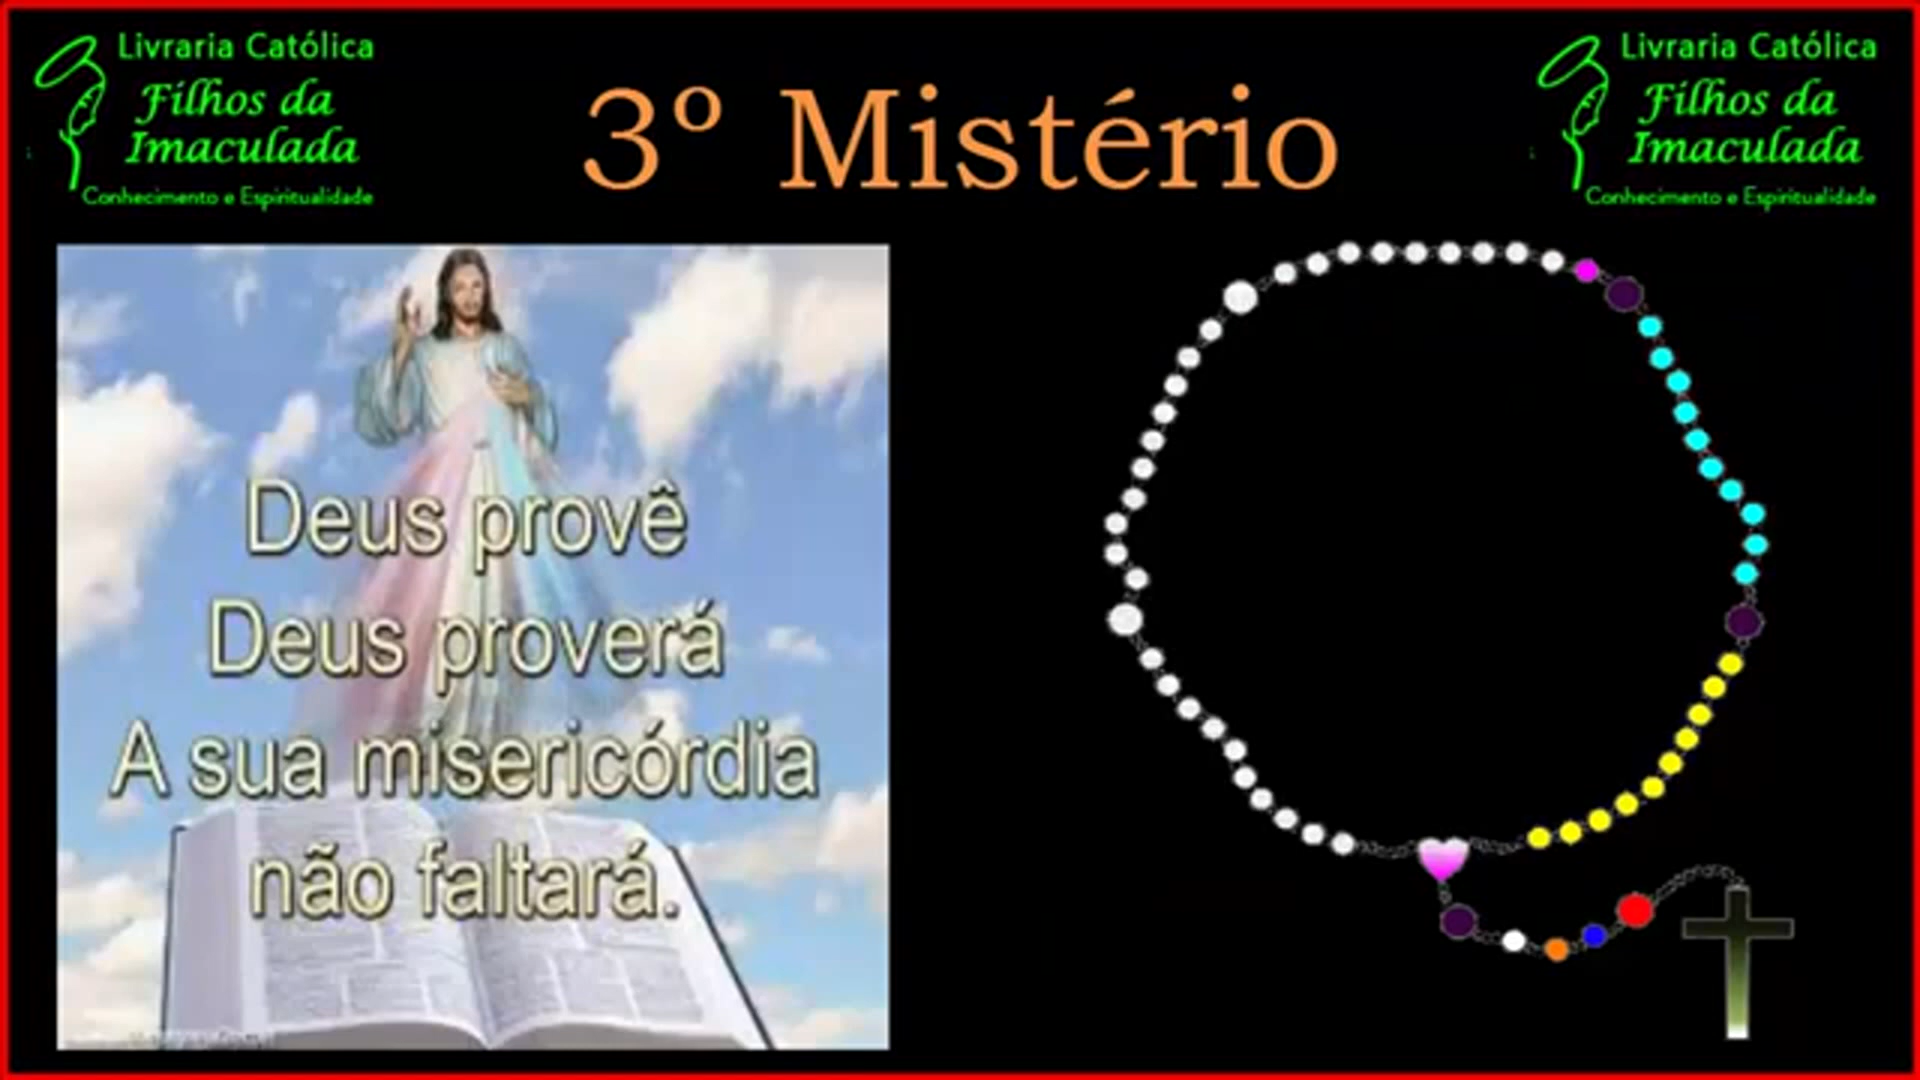 Livraria Católica
Filhos da
Imaculada
Conhecimento e Espiritualidade
3º Mistério
Livraria Católica
Filhos da
Imaculada
Conhecimento e Espiritualidade
Deus provê
Deus proverá
A sua misericórdia
não faltará.